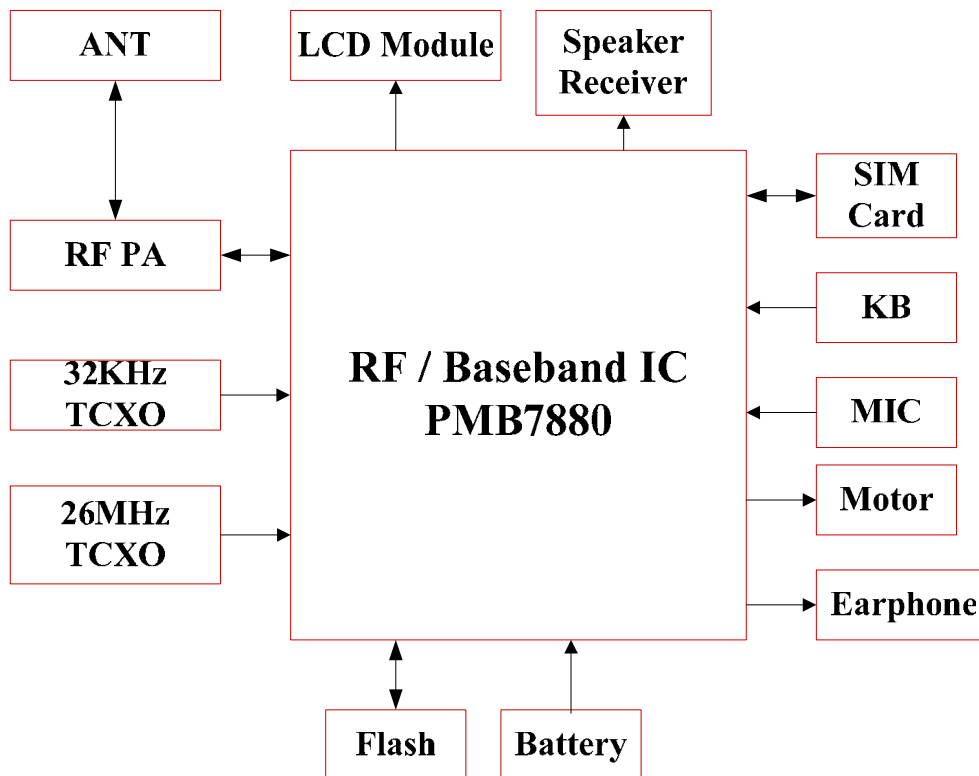 ANT
LCD Module
Speaker
Receiver
SIM
Card
RF PA
KB
RF / Baseband IC
PMB7880
32KHz
TCXO
MIC
Motor
26MHz
TCXO
Earphone
Flash
Battery